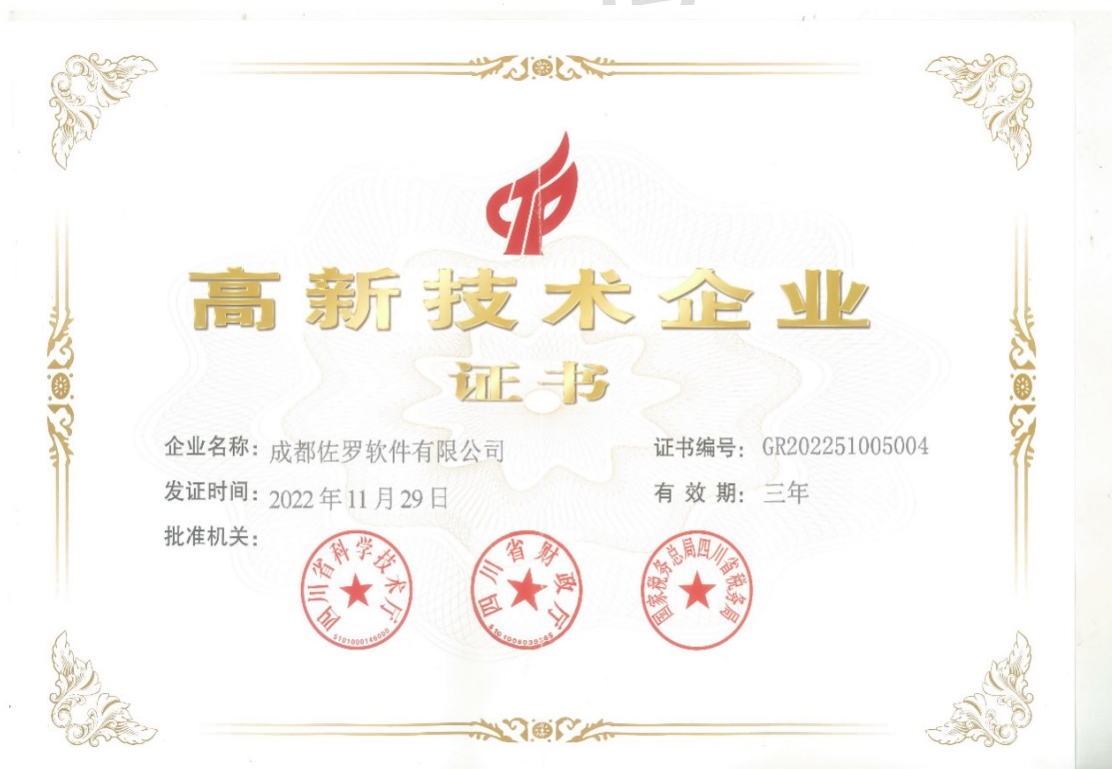 高新技术企业
证书
企业名称：成都佐罗软件有限公司
证书编号：GR202251005004
发证时间：2022年11月29日
有效期：三年
批准机关：
四川省科学技术厅
5101000146000
四川省财政厅
国家税务总局四川省税务局